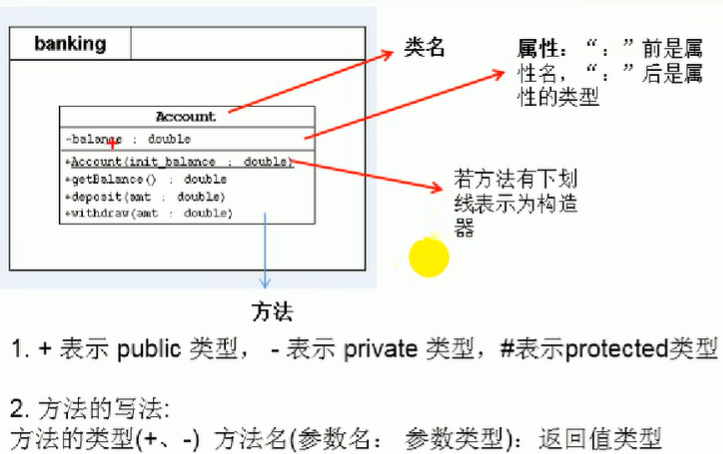 banking
类名
属性：“：”前是属
性名，“：”后是属
性的类型
Account
-balance : double
+Account(init_balance : double)
+getBalance() : double
+deposit(amt : double)
+withdraw(amt : double)
若方法有下划
线表示为构造
器
方法
1. + 表示 public 类型， - 表示 private 类型，#表示protected类型
2. 方法的写法:
方法的类型(+、-) 方法名(参数名： 参数类型)：返回值类型